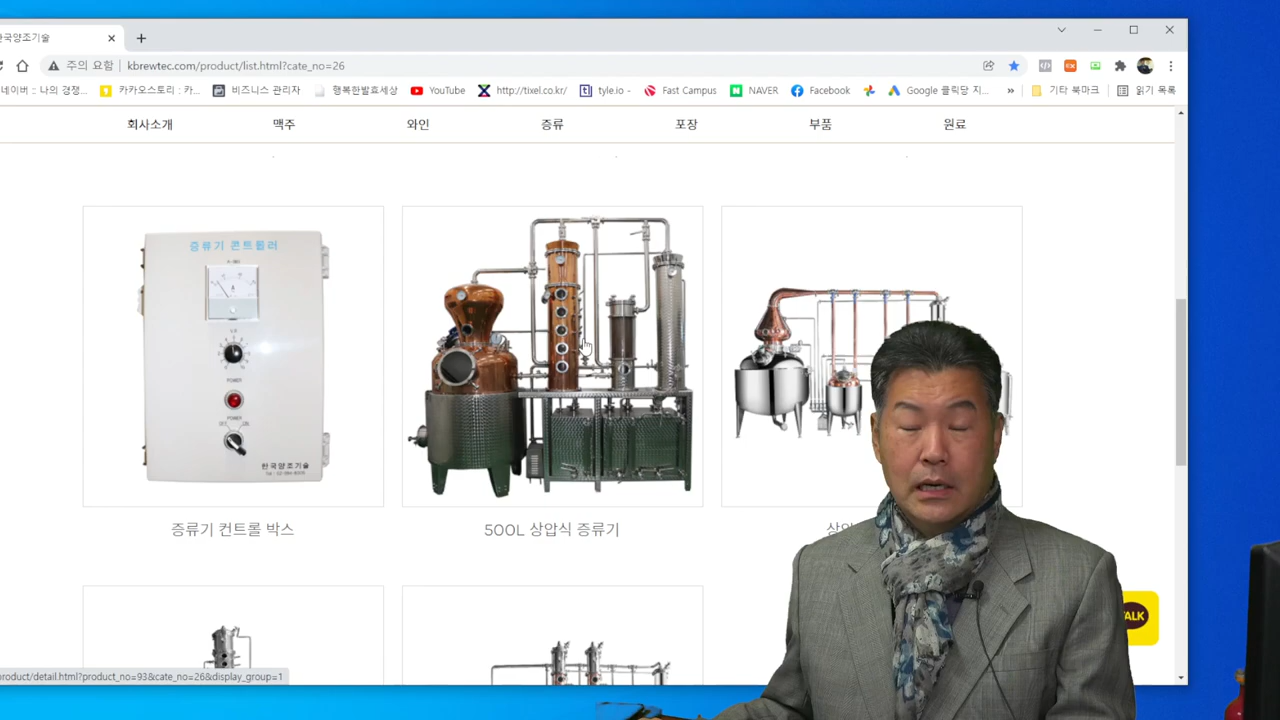 한국양조기술
주의 요함 kbrewtec.com/product/list.html?cate_no=26
네이버 :: 나의 경쟁... 카카오스토리 : 카... 비즈니스 관리자 행복한발효세상 YouTube http://tixel.co.kr/ tyle.io - Fast Campus NAVER Facebook Google 클릭당 지... » 기타 북마크 읽기 목록
회사소개 맥주 와인 증류 포장 부품 원료
증류기 콘트롤러
POWER
POWER
한국양조기술
증류기 컨트롤 박스 500L 상압식 증류기 상압
TALK
product/detail.html?product_no=93&cate_no=26&display_group=1